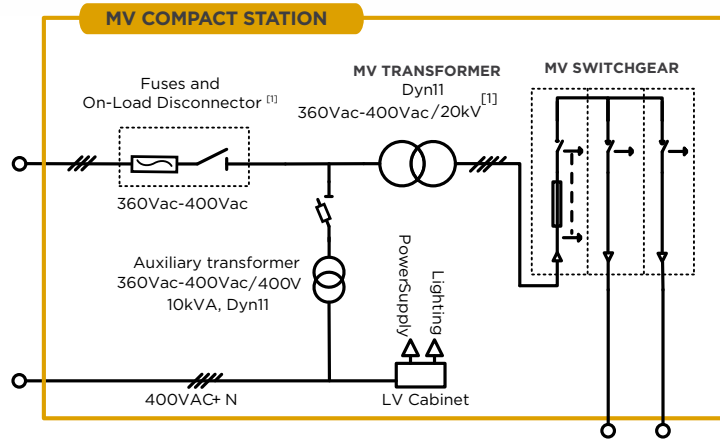 MV COMPACT STATION
Fuses and
On-Load Disconnector [1]
360Vac-400Vac
MV TRANSFORMER
Dyn11
360Vac-400Vac/20kV[1]
MV SWITCHGEAR
Auxiliary transformer
360Vac-400Vac/400V
10kVA, Dyn11
PowerSupply
Lighting
400VAC+ N
LV Cabinet